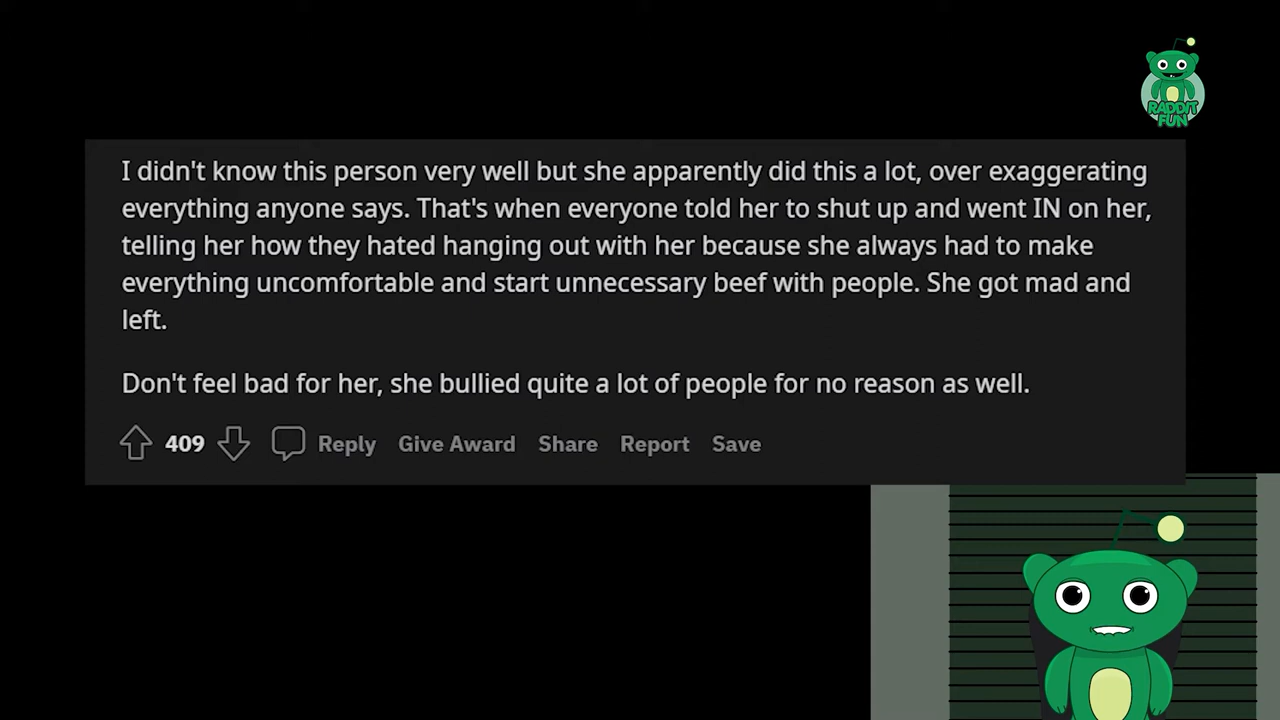 RADDIT
FUN
I didn't know this person very well but she apparently did this a lot, over exaggerating
everything anyone says. That's when everyone told her to shut up and went IN on her,
telling her how they hated hanging out with her because she always had to make
everything uncomfortable and start unnecessary beef with people. She got mad and
left.
Don't feel bad for her, she bullied quite a lot of people for no reason as well.
409 Reply Give Award Share Report Save